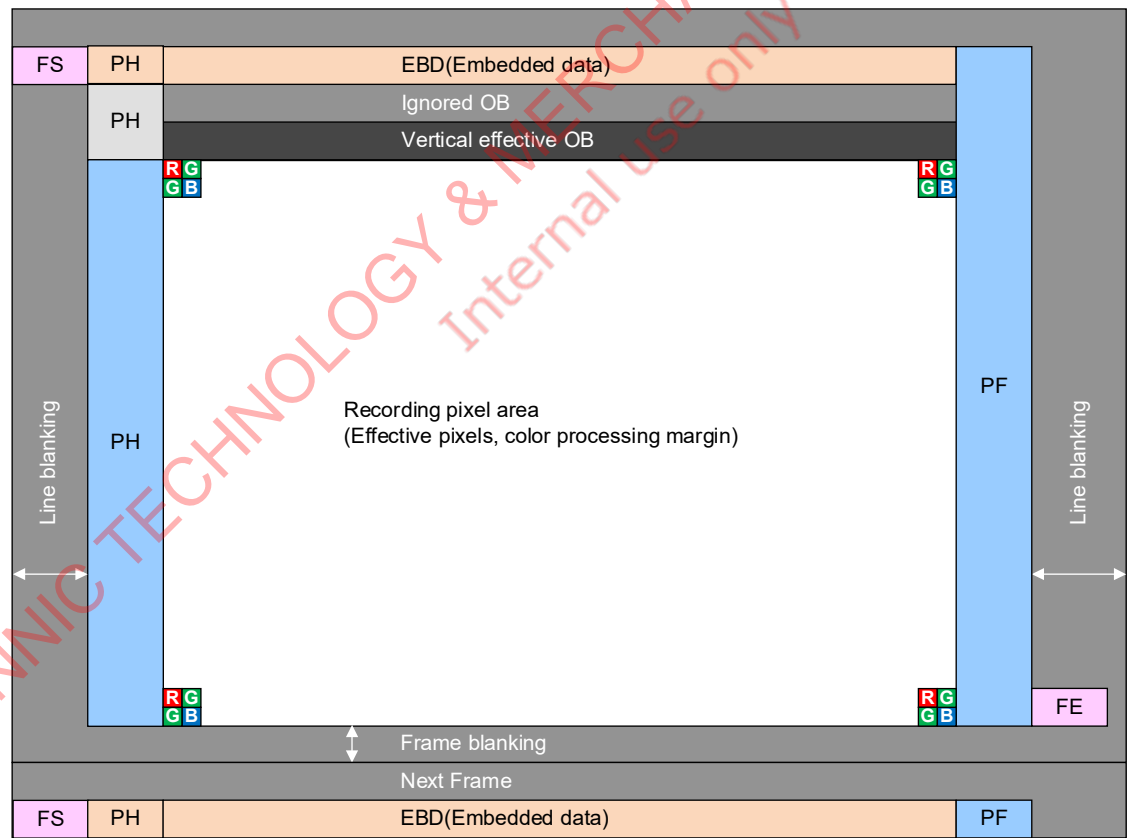 FS PH EBD(Embedded data)
Ignored OB
PH
Vertical effective OB
R G R G
G B G B
PF
Recording pixel area
(Effective pixels, color processing margin)
PH
Line blanking
Line blanking
R G R G
G B G B
FE
Frame blanking
Next Frame
FS PH EBD(Embedded data) PF
TECHNOLOGY &
Internal use only